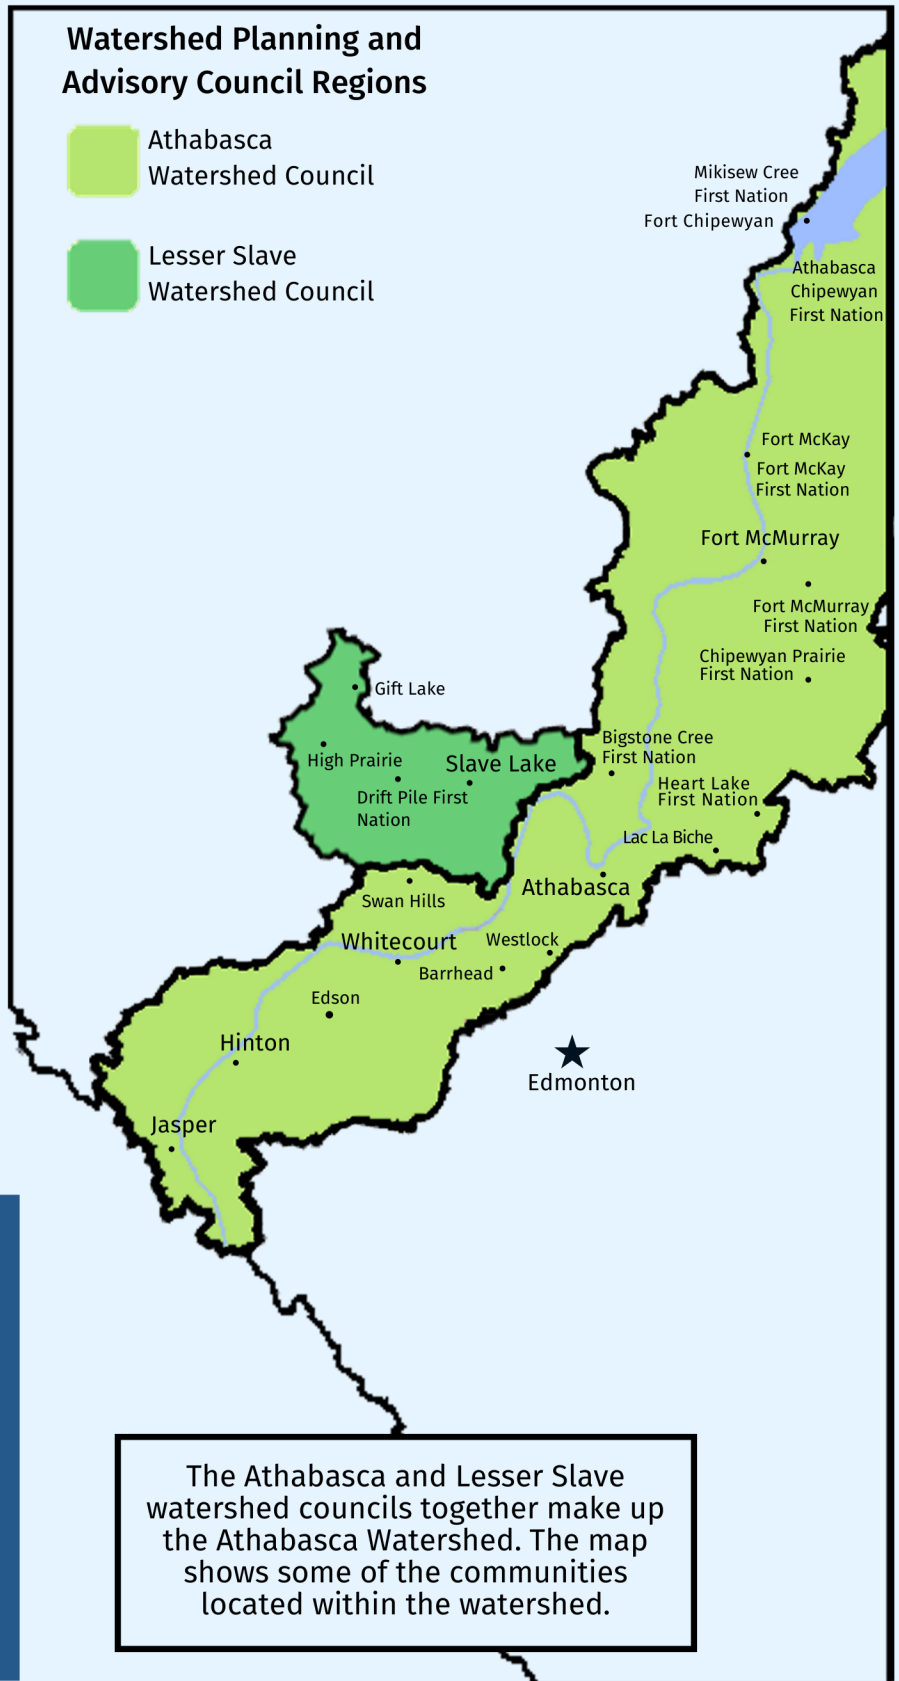 Watershed Planning and
Advisory Council Regions
Athabasca
Watershed Council
Lesser Slave
Watershed Council
Mikisew Cree
First Nation
Fort Chipewyan
Athabasca
Chipewyan
First Nation
Fort McKay
Fort McKay
First Nation
Fort McMurray
Fort McMurray
First Nation
Chipewyan Prairie
First Nation
Gift Lake
High Prairie
Slave Lake
Drift Pile First
Nation
Bigstone Cree
First Nation
Heart Lake
First Nation
Lac La Biche
Athabasca
Swan Hills
Whitecourt
Westlock
Barrhead
Edson
Hinton
Edmonton
Jasper
The Athabasca and Lesser Slave
watershed councils together make up
the Athabasca Watershed. The map
shows some of the communities
located within the watershed.